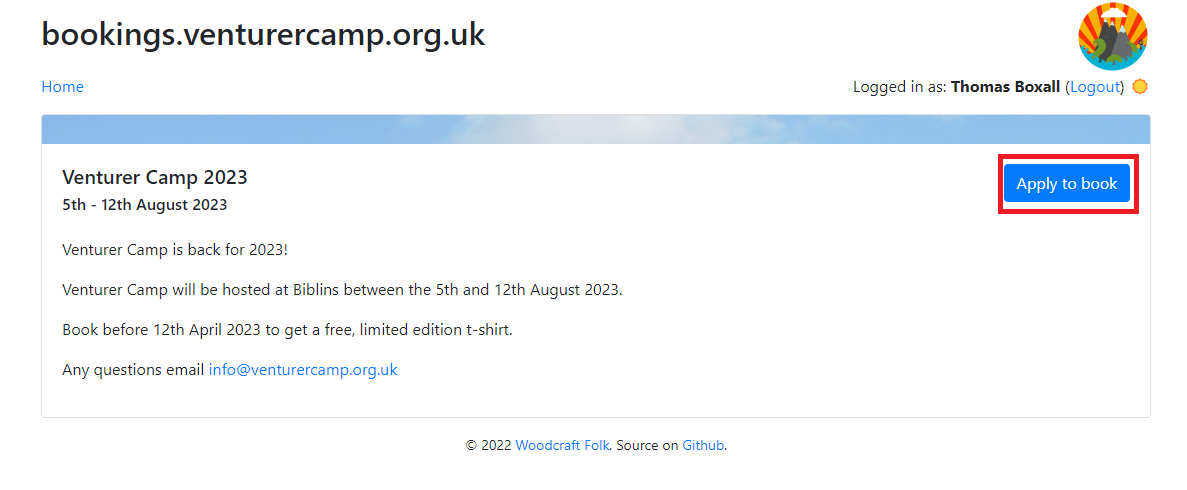 bookings.venturercamp.org.uk
Home
Logged in as: Thomas Boxall (Logout)
Venturer Camp 2023
Apply to book
5th - 12th August 2023
Venturer Camp is back for 2023!
Venturer Camp will be hosted at Biblins between the 5th and 12th August 2023.
Book before 12th April 2023 to get a free, limited edition t-shirt.
Any questions email info@venturercamp.org.uk
© 2022 Woodcraft Folk, Source on Github.